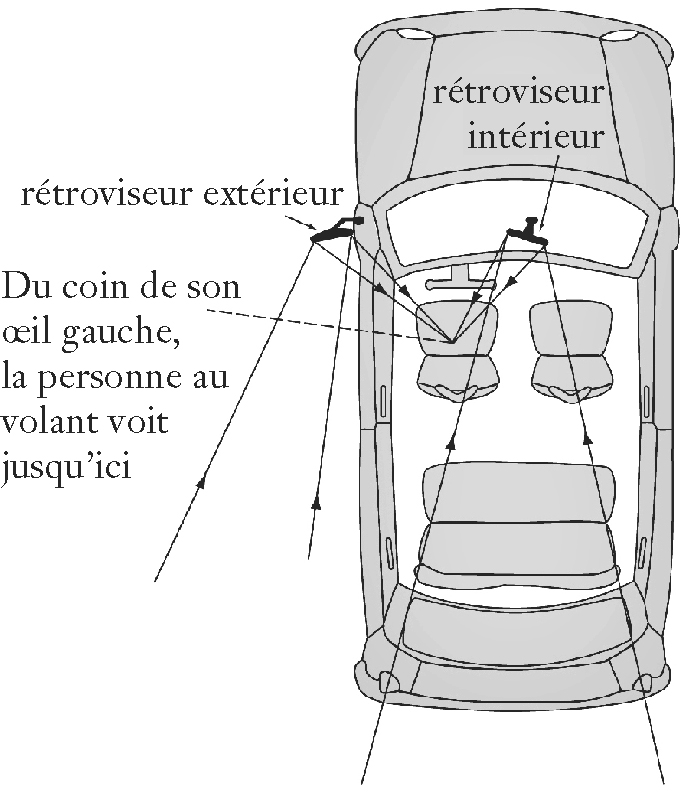 rétroviseur
intérieur
rétroviseur extérieur
Du coin de son
œil gauche,
la personne au
volant voit
jusqu’ici